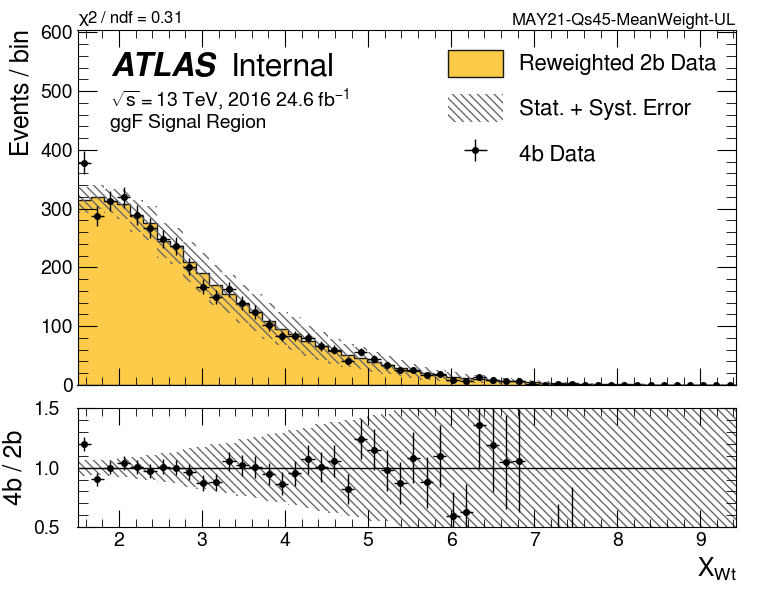 χ² / ndf = 0.31
MAY21-Qs45-MeanWeight-UL
ATLAS Internal
√s = 13 TeV, 2016 24.6 fb⁻¹
ggF Signal Region
Reweighted 2b Data
Stat. + Syst. Error
4b Data
Events / bin
600
500
400
300
200
100
0
4b / 2b
1.5
1.0
0.5
2 3 4 5 6 7 8 9
X_Wt